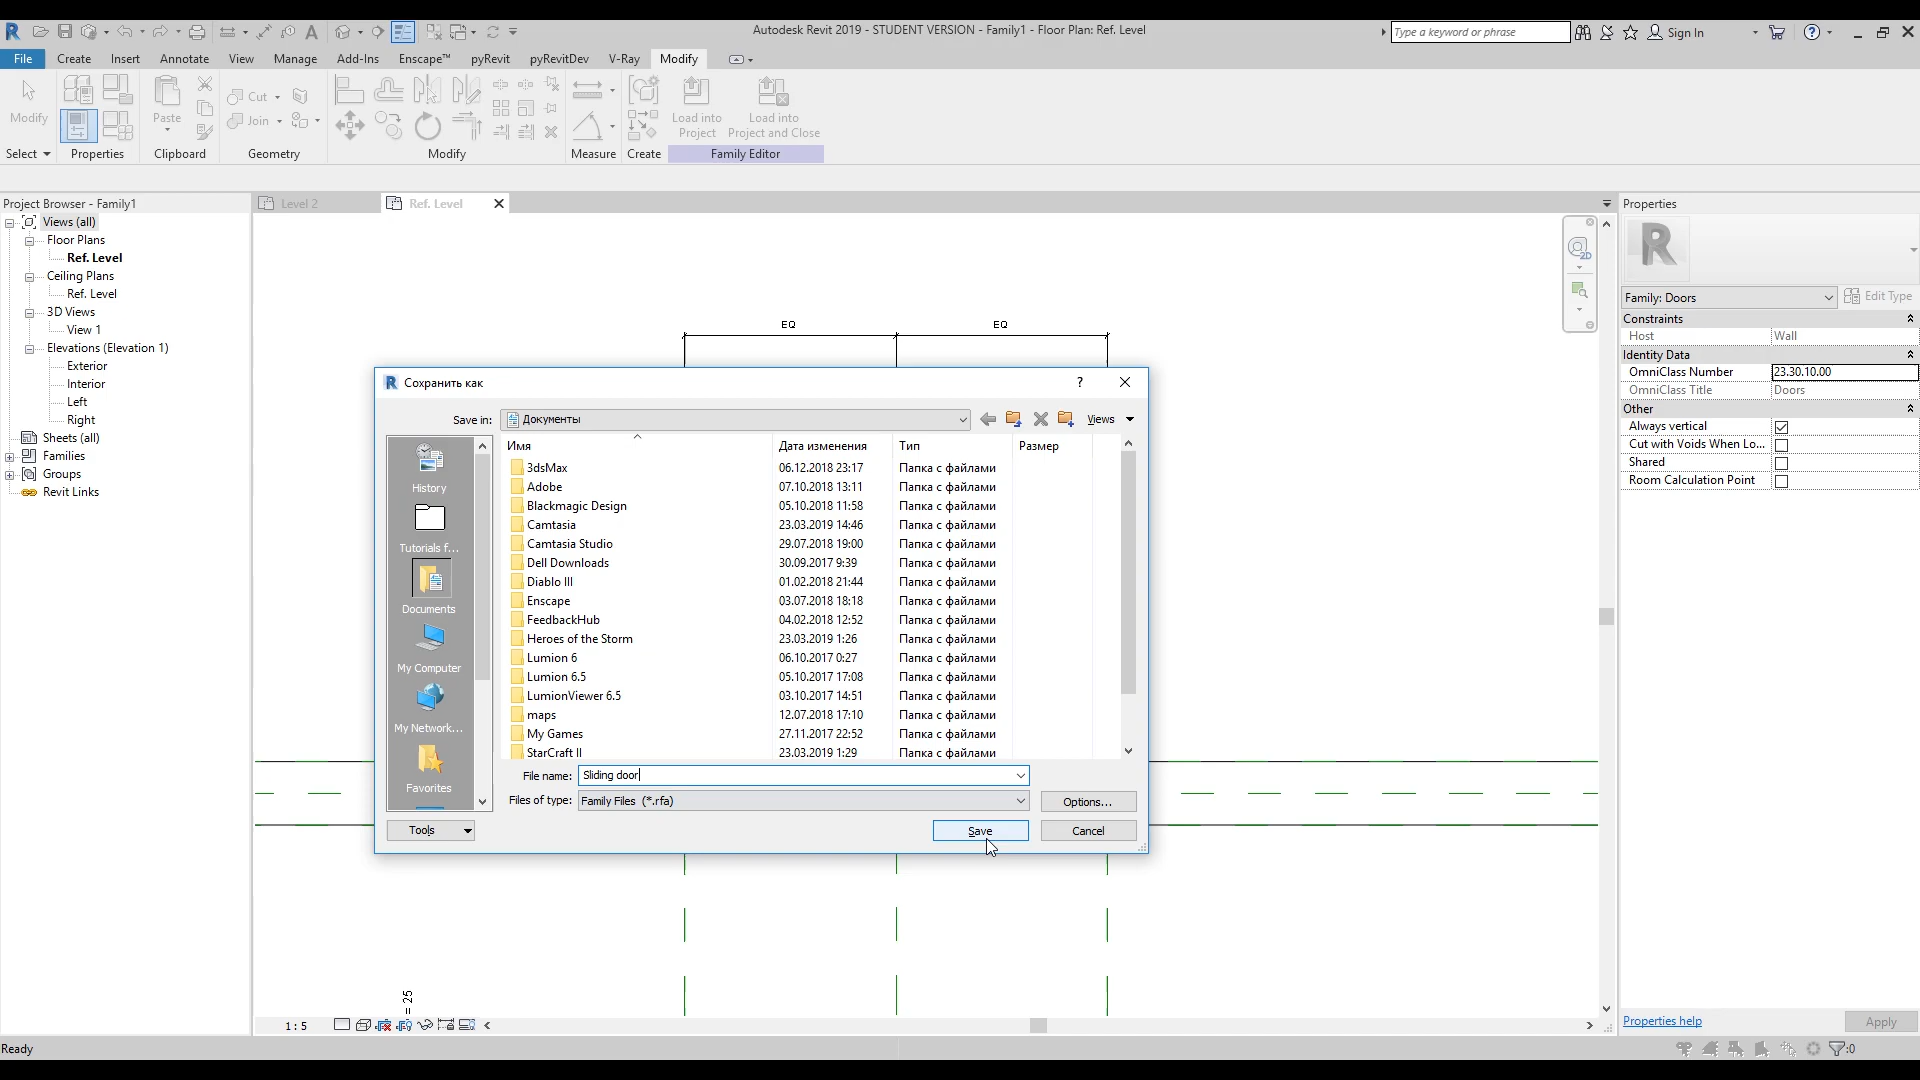 Autodesk Revit 2019 - STUDENT VERSION - Family1 - Floor Plan: Ref. Level
Type a keyword or phrase
Sign In
File Create Insert Annotate View Manage Add-Ins Enscape™ pyRevit pyRevitDev V-Ray Modify
Modify
Paste
Cut
Join
Load into
Project
Load into
Project and Close
Select Properties Clipboard Geometry Modify Measure Create Family Editor
Project Browser - Family1
Views (all)
Floor Plans
Ref. Level
Ceiling Plans
Ref. Level
3D Views
View 1
Elevations (Elevation 1)
Exterior
Interior
Left
Right
Sheets (all)
Families
Groups
Revit Links
Level 2
Ref. Level
EQ EQ
2D
Сохранить как
Save in: Документы
Views
History
Tutorials f...
Documents
My Computer
My Network...
Favorites
Имя Дата изменения Тип Размер
3dsMax 06.12.2018 23:17 Папка с файлами
Adobe 07.10.2018 13:11 Папка с файлами
Blackmagic Design 05.10.2018 11:58 Папка с файлами
Camtasia 23.03.2019 14:46 Папка с файлами
Camtasia Studio 29.07.2018 19:00 Папка с файлами
Dell Downloads 30.09.2017 9:39 Папка с файлами
Diablo III 01.02.2018 21:44 Папка с файлами
Enscape 03.07.2018 18:18 Папка с файлами
FeedbackHub 04.02.2018 12:52 Папка с файлами
Heroes of the Storm 23.03.2019 1:26 Папка с файлами
Lumion 6 06.10.2017 0:27 Папка с файлами
Lumion 6.5 05.10.2017 17:08 Папка с файлами
LumionViewer 6.5 03.10.2017 14:51 Папка с файлами
maps 12.07.2018 17:10 Папка с файлами
My Games 27.11.2017 22:52 Папка с файлами
StarCraft II 23.03.2019 1:29 Папка с файлами
File name: Sliding door
Files of type: Family Files (*.rfa)
Options...
Tools
Save
Cancel
= 25
1 : 5
Properties
Family: Doors
Edit Type
Constraints
Host Wall
Identity Data
OmniClass Number 23.30.10.00
OmniClass Title Doors
Other
Always vertical
Cut with Voids When Lo...
Shared
Room Calculation Point
Properties help
Apply
Ready
:0